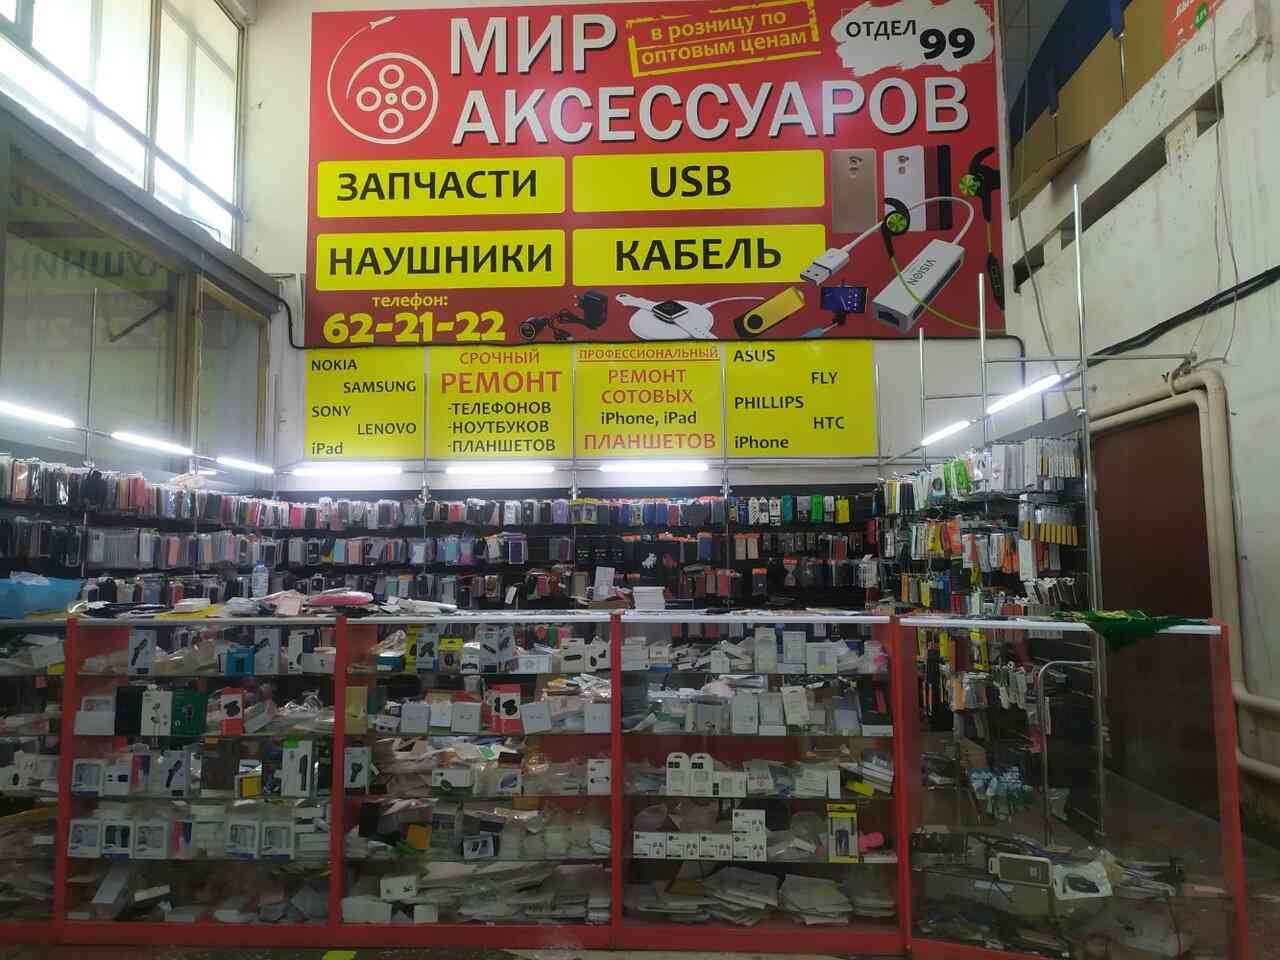 МИР
АКСЕССУАРОВ
в розницу по
оптовым ценам
ОТДЕЛ 99
ЗАПЧАСТИ
USB
НАУШНИКИ
КАБЕЛЬ
VISION
телефон:
62-21-22
NOKIA
SAMSUNG
SONY
LENOVO
iPad
СРОЧНЫЙ
РЕМОНТ
-ТЕЛЕФОНОВ
-НОУТБУКОВ
-ПЛАНШЕТОВ
ПРОФЕССИОНАЛЬНЫЙ
РЕМОНТ
СОТОВЫХ
iPhone, iPad
ПЛАНШЕТОВ
ASUS
FLY
PHILLIPS
HTC
iPhone